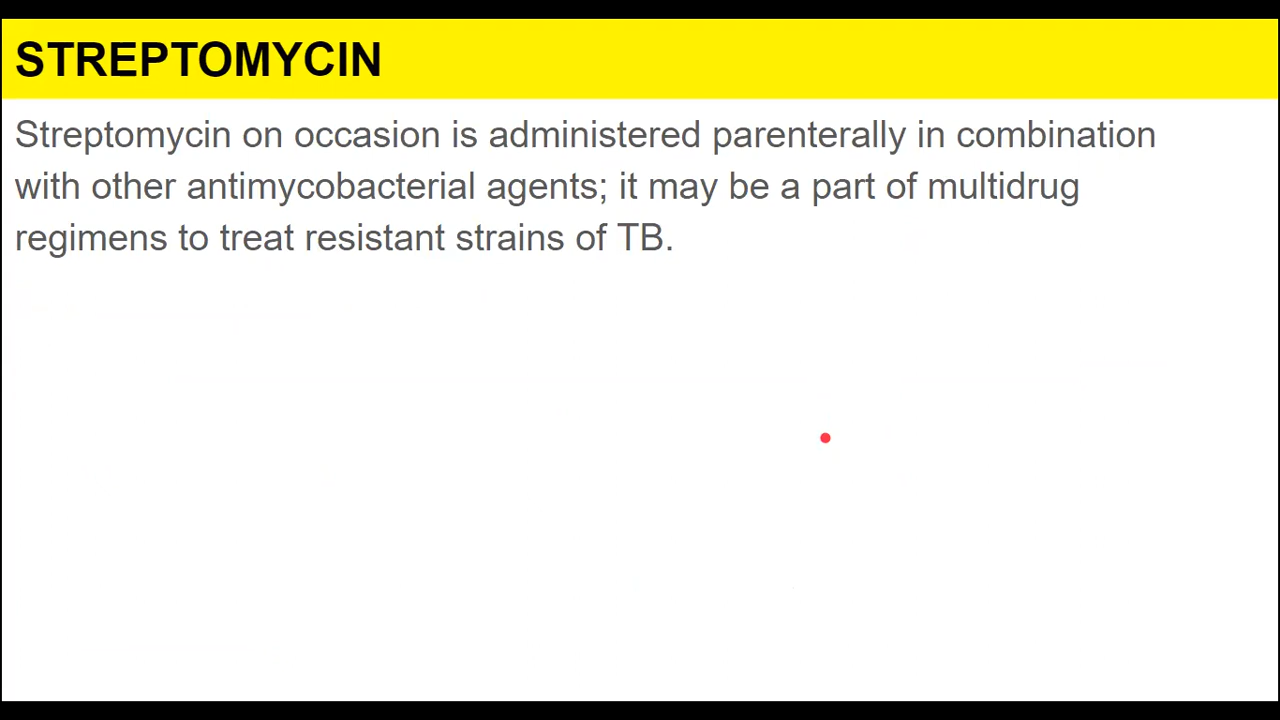 STREPTOMYCIN
Streptomycin on occasion is administered parenterally in combination
with other antimycobacterial agents; it may be a part of multidrug
regimens to treat resistant strains of TB.